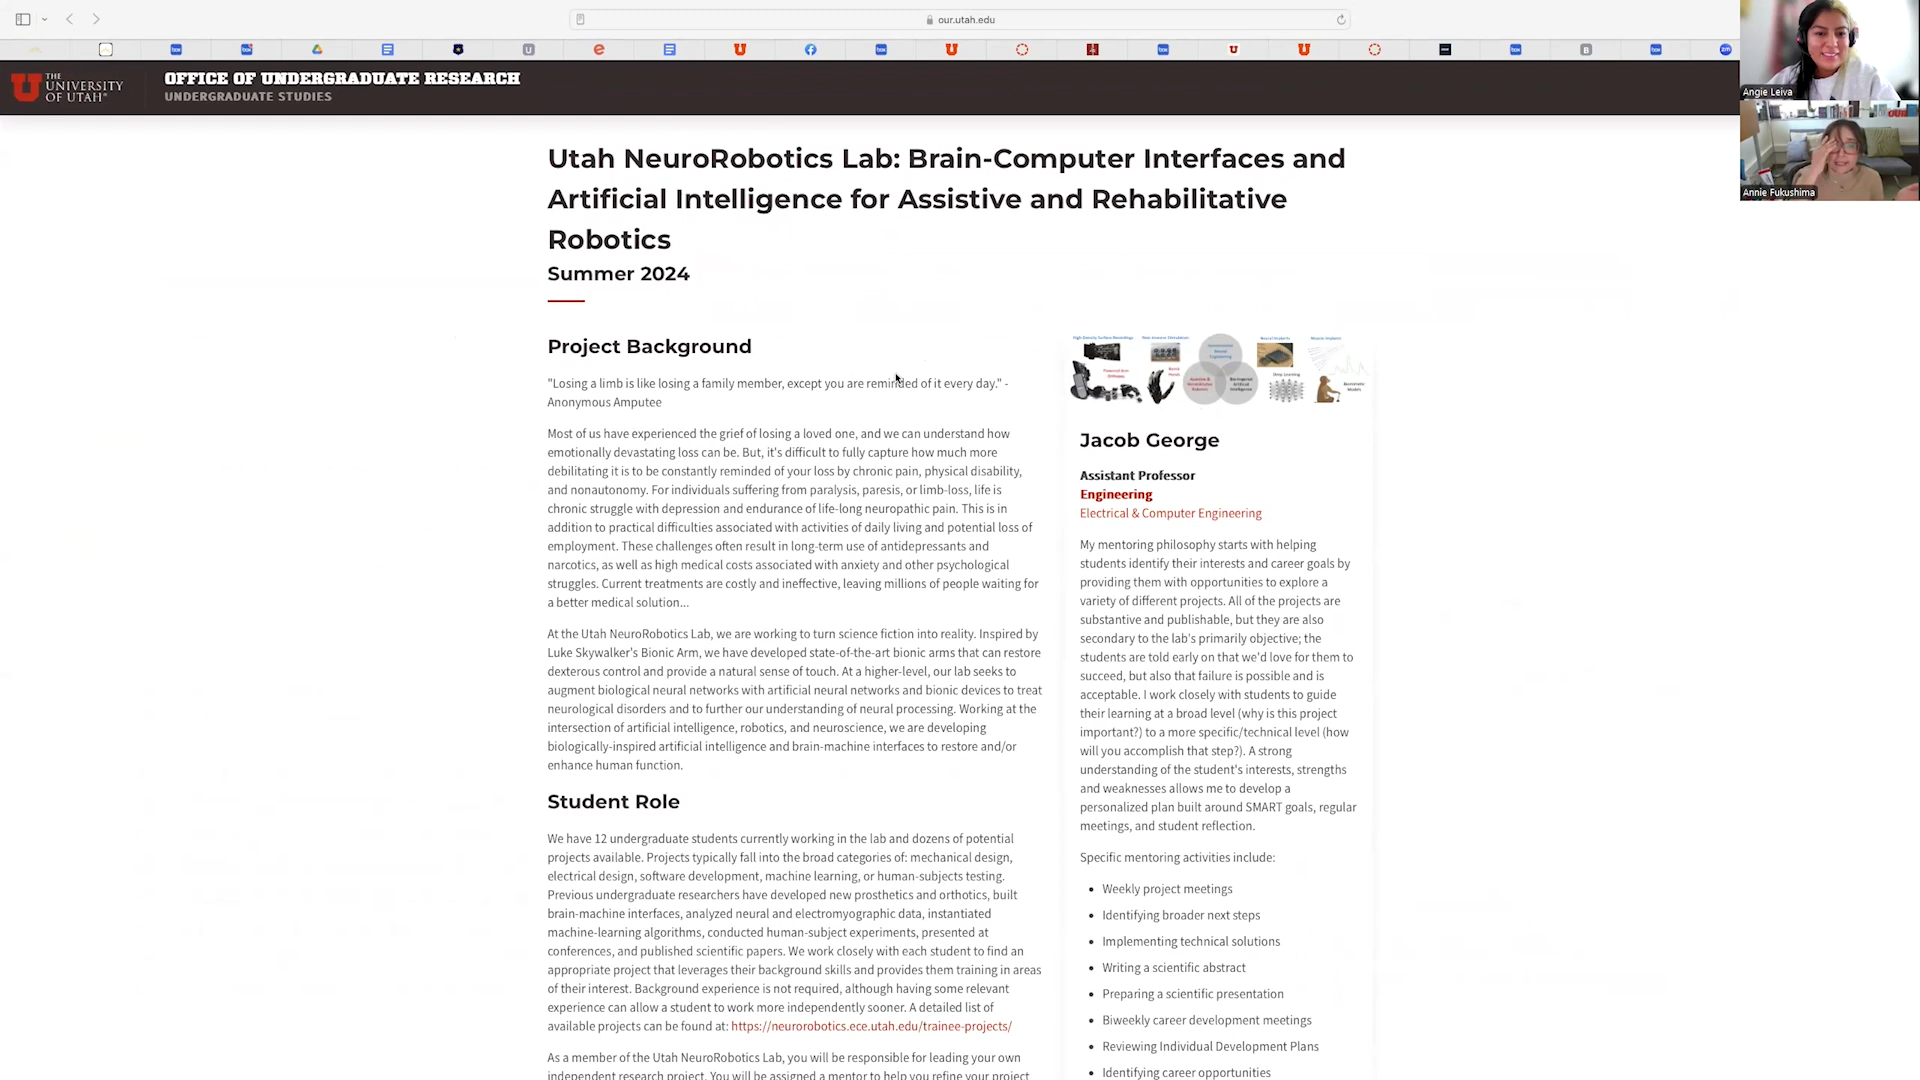 our.utah.edu
THE UNIVERSITY OF UTAH
OFFICE OF UNDERGRADUATE RESEARCH
UNDERGRADUATE STUDIES
Angie Leiva
Annie Fukushima
Utah NeuroRobotics Lab: Brain-Computer Interfaces and
Artificial Intelligence for Assistive and Rehabilitative
Robotics
Summer 2024
Project Background
"Losing a limb is like losing a family member, except you are reminded of it every day." -
Anonymous Amputee
Most of us have experienced the grief of losing a loved one, and we can understand how
emotionally devastating loss can be. But, it's difficult to fully capture how much more
debilitating it is to be constantly reminded of your loss by chronic pain, physical disability,
and nonautonomy. For individuals suffering from paralysis, paresis, or limb-loss, life is
chronic struggle with depression and endurance of life-long neuropathic pain. This is in
addition to practical difficulties associated with activities of daily living and potential loss of
employment. These challenges often result in long-term use of antidepressants and
narcotics, as well as high medical costs associated with anxiety and other psychological
struggles. Current treatments are costly and ineffective, leaving millions of people waiting for
a better medical solution...
At the Utah NeuroRobotics Lab, we are working to turn science fiction into reality. Inspired by
Luke Skywalker's Bionic Arm, we have developed state-of-the-art bionic arms that can restore
dexterous control and provide a natural sense of touch. At a higher-level, our lab seeks to
augment biological neural networks with artificial neural networks and bionic devices to treat
neurological disorders and to further our understanding of neural processing. Working at the
intersection of artificial intelligence, robotics, and neuroscience, we are developing
biologically-inspired artificial intelligence and brain-machine interfaces to restore and/or
enhance human function.
Student Role
We have 12 undergraduate students currently working in the lab and dozens of potential
projects available. Projects typically fall into the broad categories of: mechanical design,
electrical design, software development, machine learning, or human-subjects testing.
Previous undergraduate researchers have developed new prosthetics and orthotics, built
brain-machine interfaces, analyzed neural and electromyographic data, instantiated
machine-learning algorithms, conducted human-subject experiments, presented at
conferences, and published scientific papers. We work closely with each student to find an
appropriate project that leverages their background skills and provides them training in areas
of their interest. Background experience is not required, although having some relevant
experience can allow a student to work more independently sooner. A detailed list of
available projects can be found at: https://neurorobotics.ece.utah.edu/trainee-projects/
As a member of the Utah NeuroRobotics Lab, you will be responsible for leading your own
independent research project. You will be assigned a mentor to help you refine your project
Jacob George
Assistant Professor
Engineering
Electrical & Computer Engineering
My mentoring philosophy starts with helping
students identify their interests and career goals by
providing them with opportunities to explore a
variety of different projects. All of the projects are
substantive and publishable, but they are also
secondary to the lab's primarily objective; the
students are told early on that we'd love for them to
succeed, but also that failure is possible and is
acceptable. I work closely with students to guide
their learning at a broad level (why is this project
important?) to a more specific/technical level (how
will you accomplish that step?). A strong
understanding of the student's interests, strengths
and weaknesses allows me to develop a
personalized plan built around SMART goals, regular
meetings, and student reflection.
Specific mentoring activities include:
• Weekly project meetings
• Identifying broader next steps
• Implementing technical solutions
• Writing a scientific abstract
• Preparing a scientific presentation
• Biweekly career development meetings
• Reviewing Individual Development Plans
• Identifying career opportunities